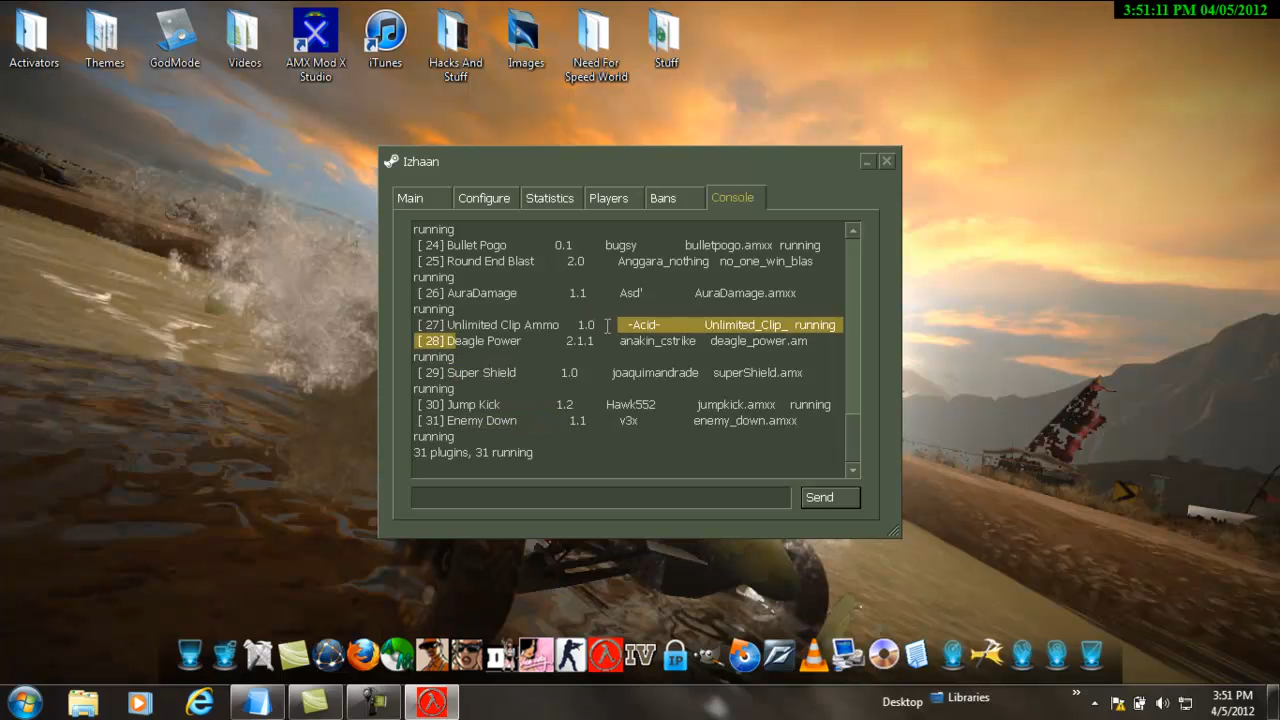 3:51:11 PM 04/05/2012
Activators
Themes
GodMode
Videos
AMX Mod X
Studio
iTunes
Hacks And
Stuff
Images
Need For
Speed World
Stuff
Izhaan
Main
Configure
Statistics
Players
Bans
Console
running
[ 24] Bullet Pogo 0.1 bugsy bulletpogo.amxx running
[ 25] Round End Blast 2.0 Anggara_nothing no_one_win_blas
running
[ 26] AuraDamage 1.1 Asd' AuraDamage.amxx
running
[ 27] Unlimited Clip Ammo 1.0 -Acid- Unlimited_Clip_ running
[ 28] Deagle Power 2.1.1 anakin_cstrike deagle_power.am
running
[ 29] Super Shield 1.0 joaquimandrade superShield.amx
running
[ 30] Jump Kick 1.2 Hawk552 jumpkick.amxx running
[ 31] Enemy Down 1.1 v3x enemy_down.amxx
running
31 plugins, 31 running
Send
IV
IP
Desktop
Libraries
»
3:51 PM
4/5/2012